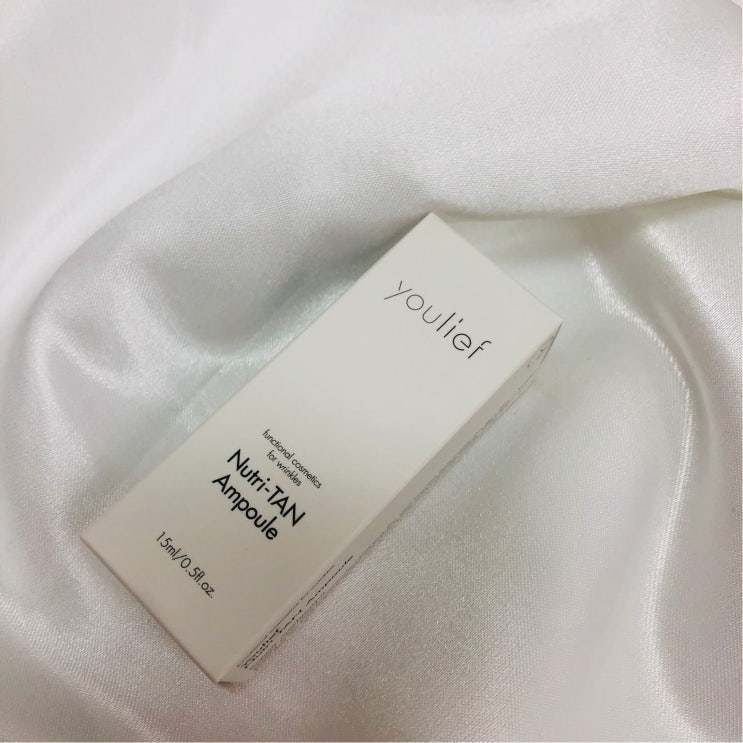 youlief
functional cosmetics
for wrinkles
Nutri-TAN
Ampoule
15ml/0.5fl.oz.